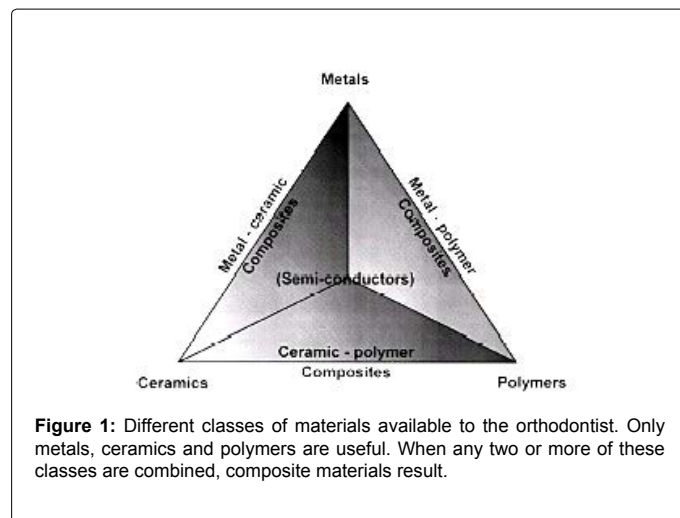 Metals
Metal - ceramic
Composites
Metal - polymer
Composites
(Semi-conductors)
Ceramic - polymer
Composites
Ceramics
Polymers
Figure 1: Different classes of materials available to the orthodontist. Only
metals, ceramics and polymers are useful. When any two or more of these
classes are combined, composite materials result.